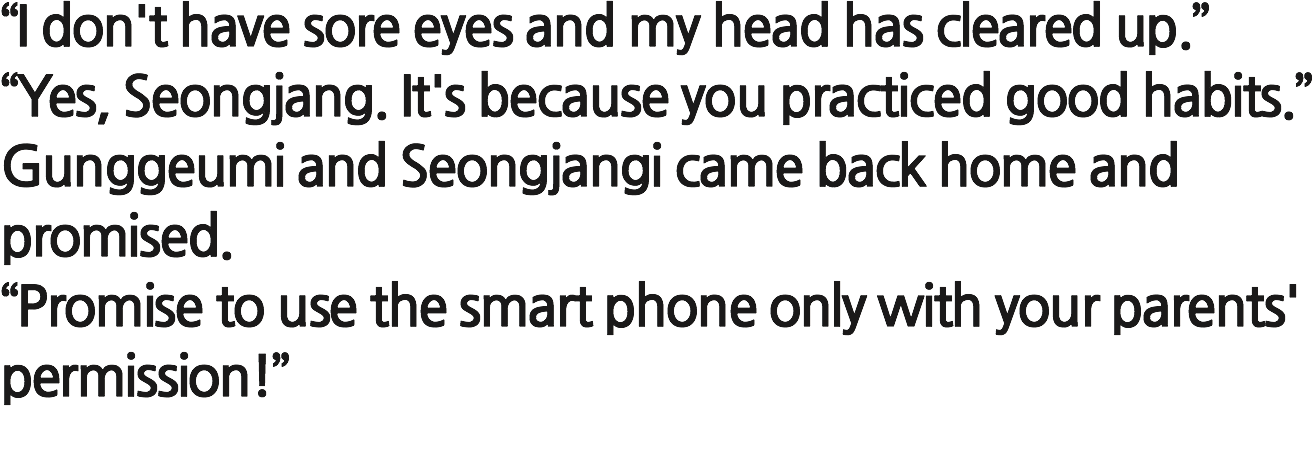 “I don't have sore eyes and my head has cleared up.”
“Yes, Seongjang. It's because you practiced good habits.”
Gunggeumi and Seongjangi came back home and
promised.
“Promise to use the smart phone only with your parents'
permission!”